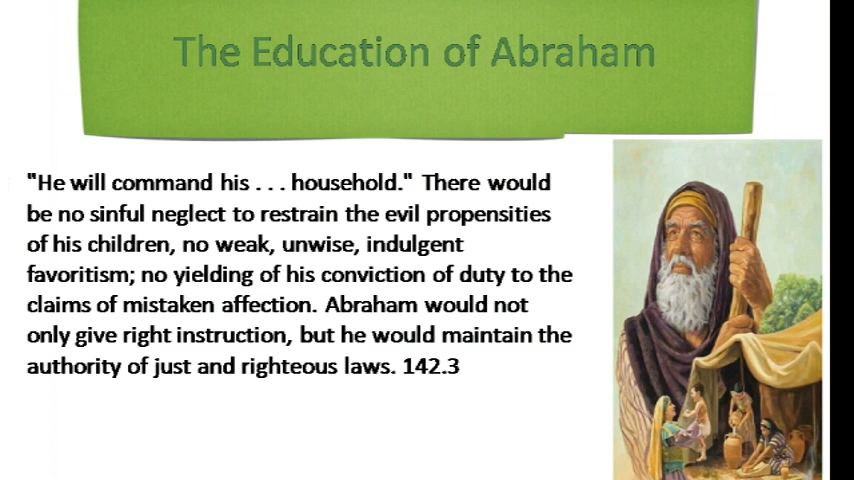 The Education of Abraham
"He will command his . . . household." There would
be no sinful neglect to restrain the evil propensities
of his children, no weak, unwise, indulgent
favoritism; no yielding of his conviction of duty to the
claims of mistaken affection. Abraham would not
only give right instruction, but he would maintain the
authority of just and righteous laws. 142.3